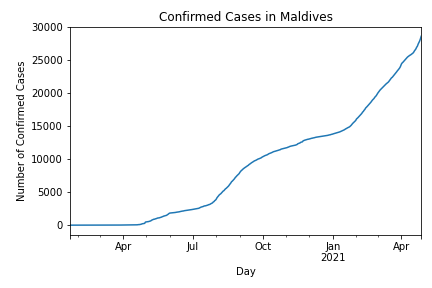 Confirmed Cases in Maldives
30000
25000
20000
15000
10000
5000
0
Number of Confirmed Cases
Apr
Jul
Oct
Jan
2021
Apr
Day